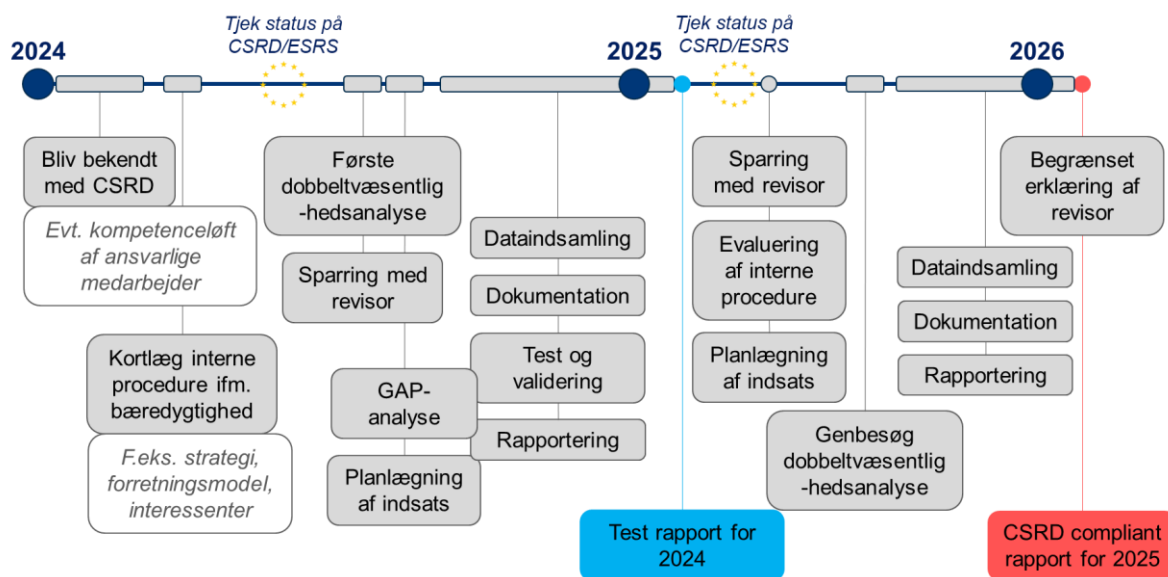 Tjek status på
CSRD/ESRS
Tjek status på
CSRD/ESRS
2024
2025
2026
Bliv bekendt
med CSRD
Evt. kompetenceløft
af ansvarlige
medarbejder
Kortlæg interne
procedure ifm.
bæredygtighed
F.eks. strategi,
forretningsmodel,
interessenter
Første
dobbeltvæsentlig
-hedsanalyse
Sparring med
revisor
GAP-
analyse
Planlægning
af indsats
Dataindsamling
Dokumentation
Test og
validering
Rapportering
Test rapport for
2024
Sparring
med revisor
Evaluering
af interne
procedure
Planlægning
af indsats
Genbesøg
dobbeltvæsentlig
-hedsanalyse
Dataindsamling
Dokumentation
Rapportering
Begrænset
erklæring af
revisor
CSRD compliant
rapport for 2025